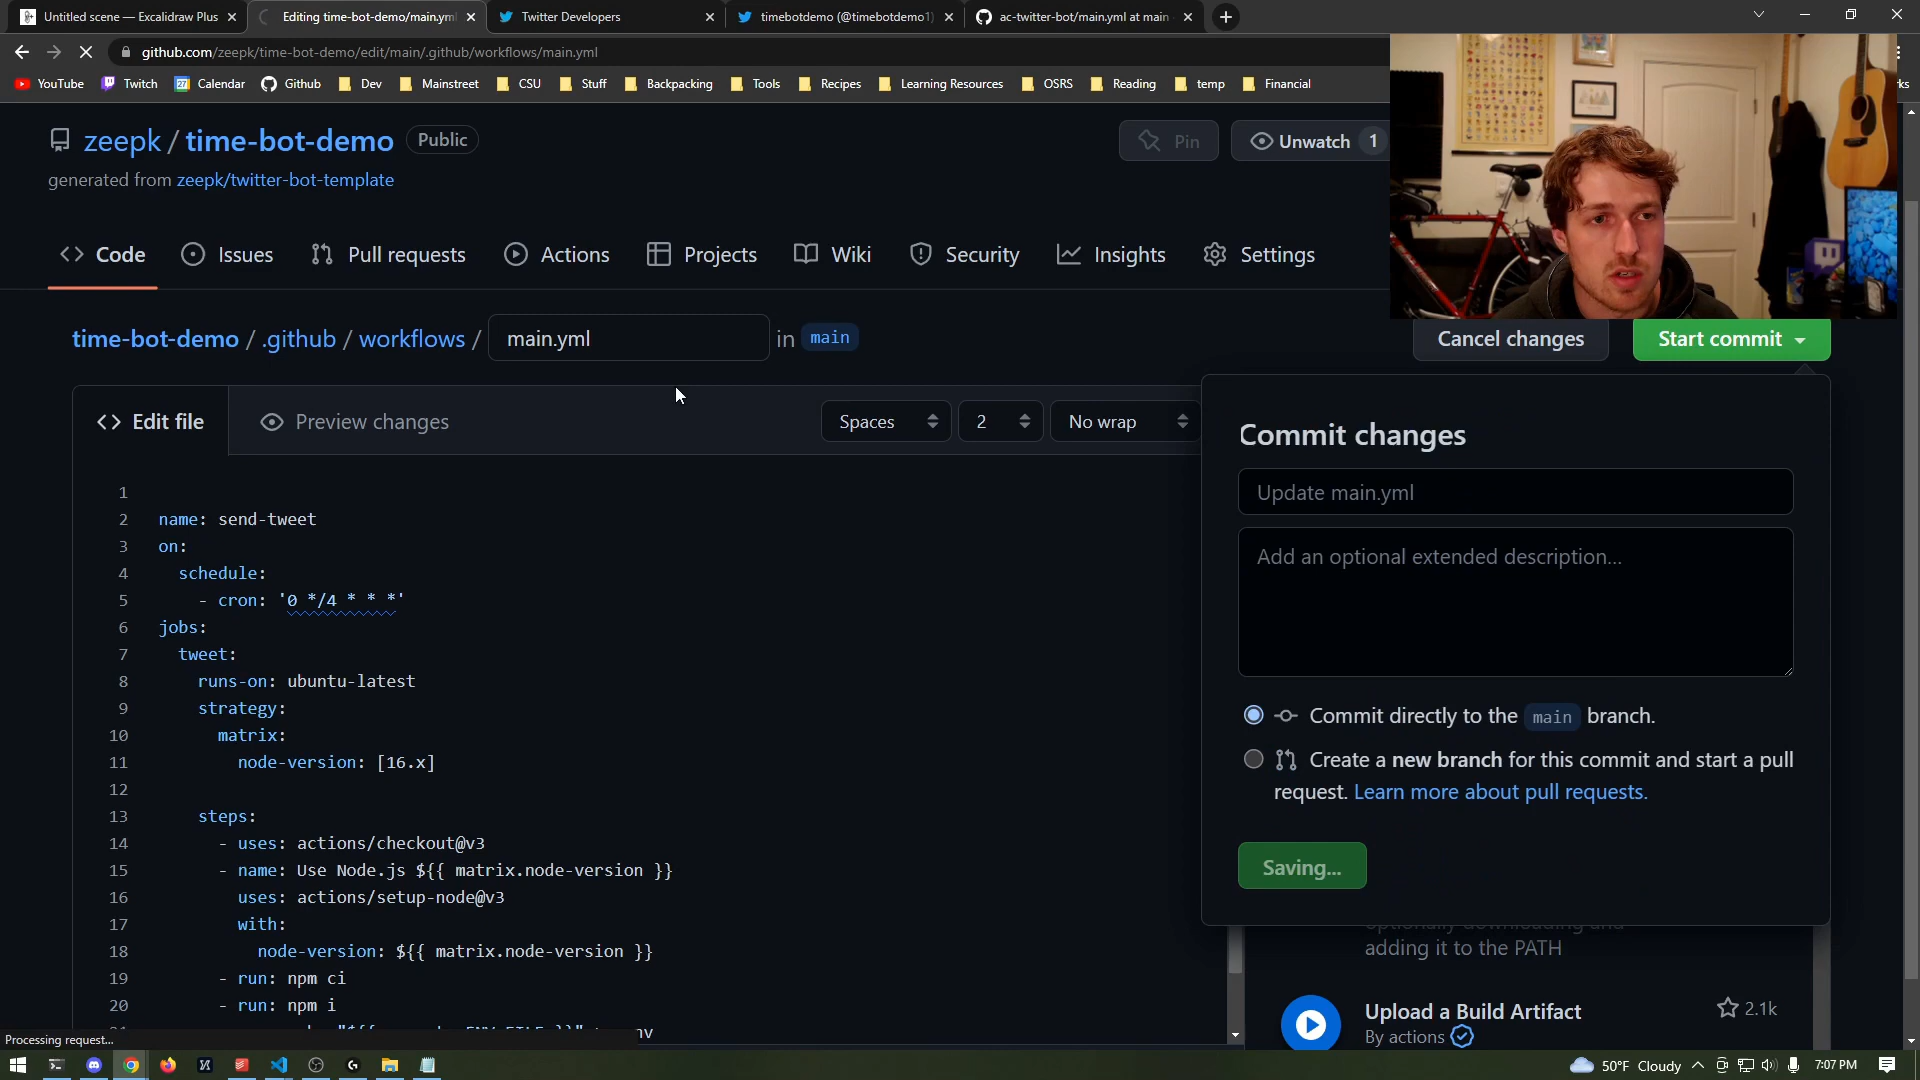 Untitled scene — Excalidraw Plus
Editing time-bot-demo/main.yml
Twitter Developers
timebotdemo (@timebotdemo1)
ac-twitter-bot/main.yml at main
github.com/zeepk/time-bot-demo/edit/main/.github/workflows/main.yml
YouTube
Twitch
Calendar
Github
Dev
Mainstreet
CSU
Stuff
Backpacking
Tools
Recipes
Learning Resources
OSRS
Reading
temp
Financial
zeepk / time-bot-demo
Public
Pin
Unwatch 1
generated from zeepk/twitter-bot-template
Code
Issues
Pull requests
Actions
Projects
Wiki
Security
Insights
Settings
time-bot-demo / .github / workflows / main.yml in main
Cancel changes
Start commit
<> Edit file
Preview changes
Spaces
2
No wrap
1
2 name: send-tweet
3 on:
4 schedule:
5 - cron: '0 */4 * * *'
6 jobs:
7 tweet:
8 runs-on: ubuntu-latest
9 strategy:
10 matrix:
11 node-version: [16.x]
12
13 steps:
14 - uses: actions/checkout@v3
15 - name: Use Node.js ${{ matrix.node-version }}
16 uses: actions/setup-node@v3
17 with:
18 node-version: ${{ matrix.node-version }}
19 - run: npm ci
20 - run: npm i
Commit changes
Update main.yml
Add an optional extended description...
Commit directly to the main branch.
Create a new branch for this commit and start a pull
request. Learn more about pull requests.
Saving...
adding it to the PATH
Upload a Build Artifact
By actions
2.1k
Processing request...
50°F Cloudy
7:07 PM